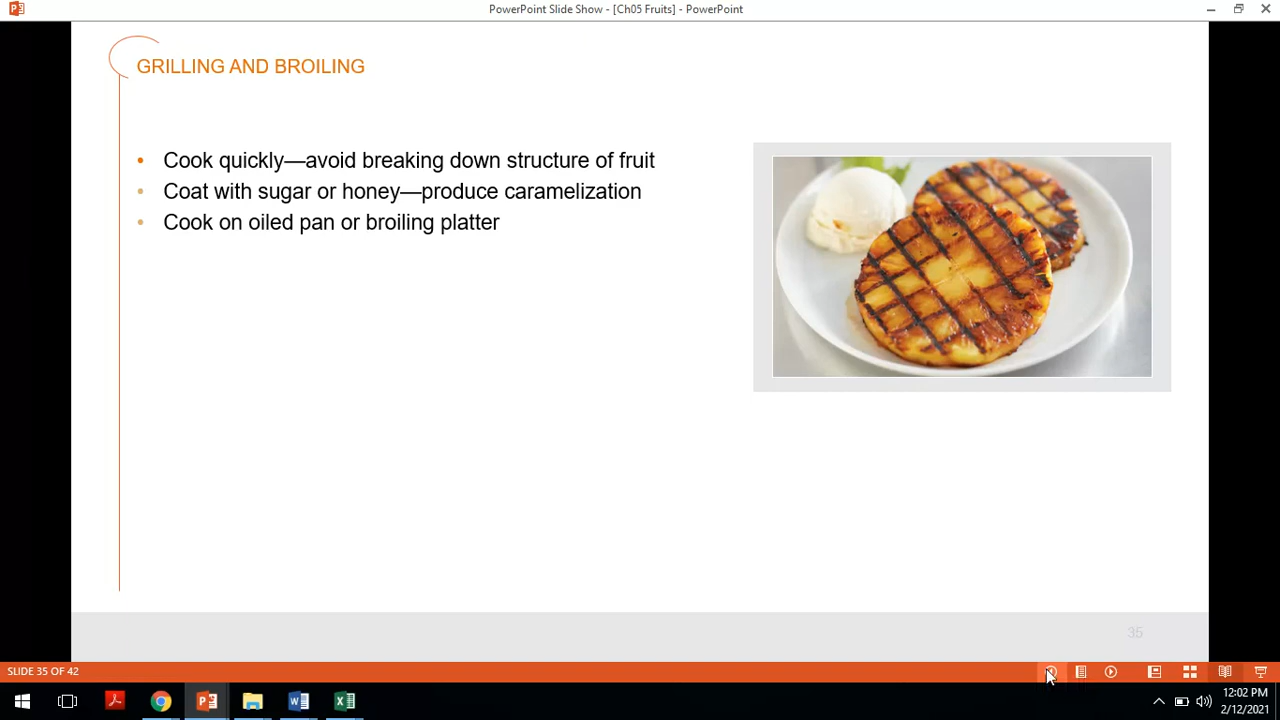 PowerPoint Slide Show - [Ch05 Fruits] - PowerPoint
GRILLING AND BROILING
• Cook quickly—avoid breaking down structure of fruit
• Coat with sugar or honey—produce caramelization
• Cook on oiled pan or broiling platter
35
SLIDE 35 OF 42
12:02 PM
2/12/2021